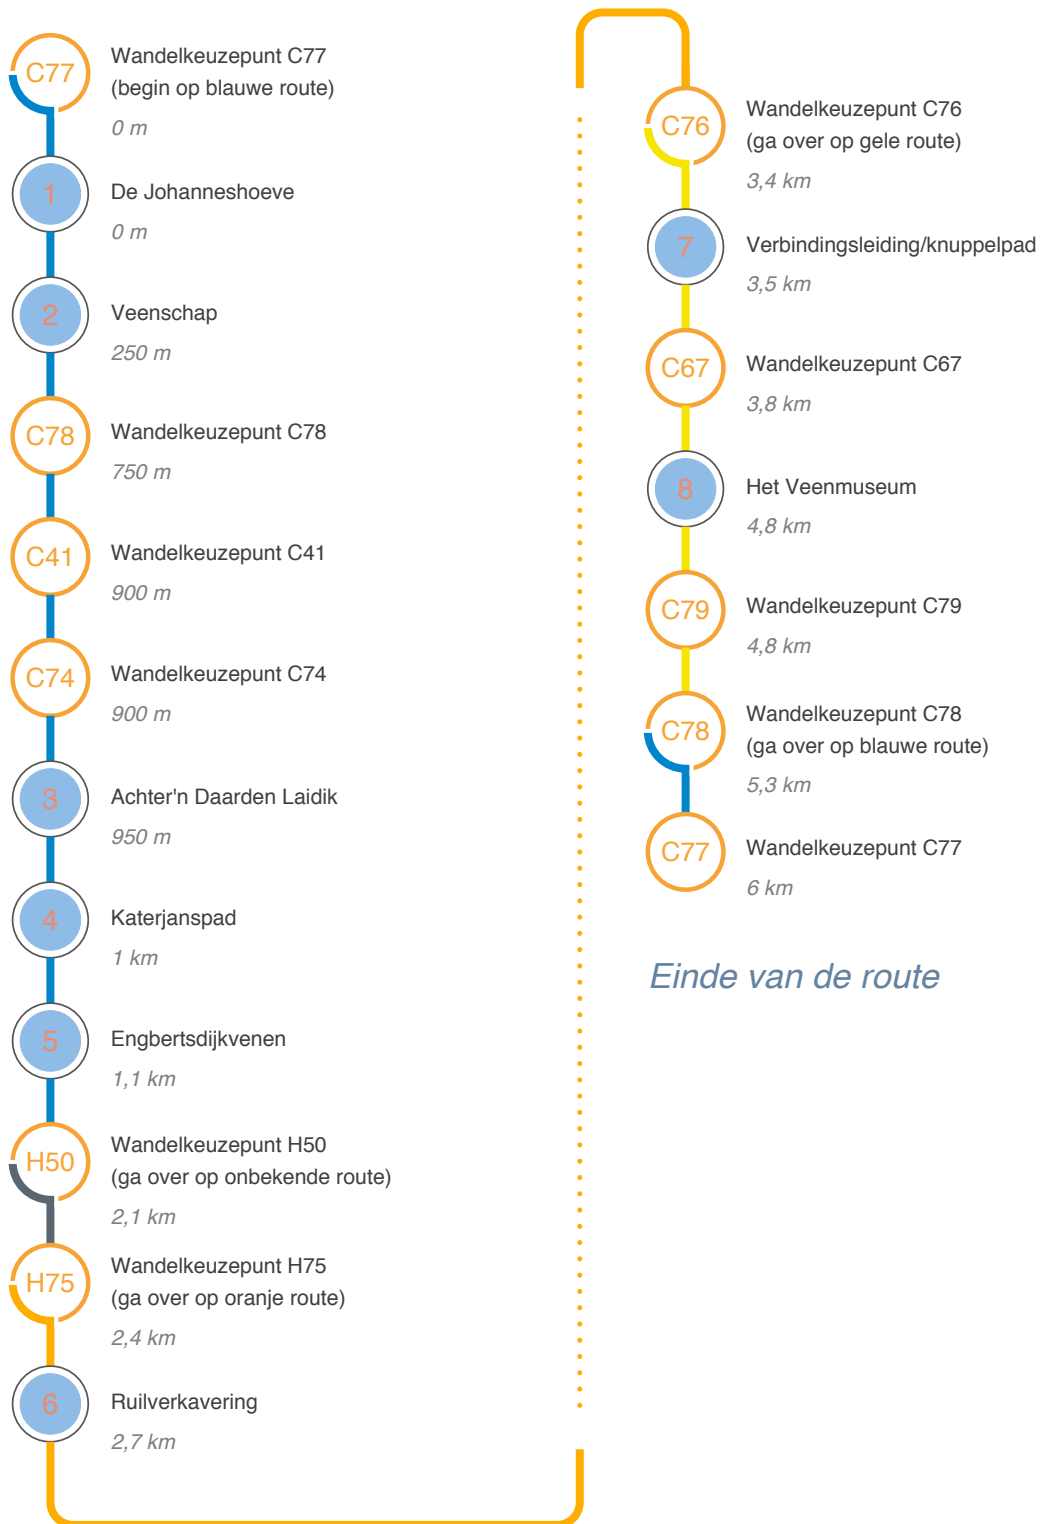 C77
Wandelkeuzepunt C77
(begin op blauwe route)
0 m
1
De Johanneshoeve
0 m
2
Veenschap
250 m
C78
Wandelkeuzepunt C78
750 m
C41
Wandelkeuzepunt C41
900 m
C74
Wandelkeuzepunt C74
900 m
3
Achter'n Daarden Laidik
950 m
4
Katerjanspad
1 km
5
Engbertsdijkvenen
1,1 km
H50
Wandelkeuzepunt H50
(ga over op onbekende route)
2,1 km
H75
Wandelkeuzepunt H75
(ga over op oranje route)
2,4 km
6
Ruilverkavering
2,7 km
C76
Wandelkeuzepunt C76
(ga over op gele route)
3,4 km
7
Verbindingsleiding/knuppelpad
3,5 km
C67
Wandelkeuzepunt C67
3,8 km
8
Het Veenmuseum
4,8 km
C79
Wandelkeuzepunt C79
4,8 km
C78
Wandelkeuzepunt C78
(ga over op blauwe route)
5,3 km
C77
Wandelkeuzepunt C77
6 km
Einde van de route